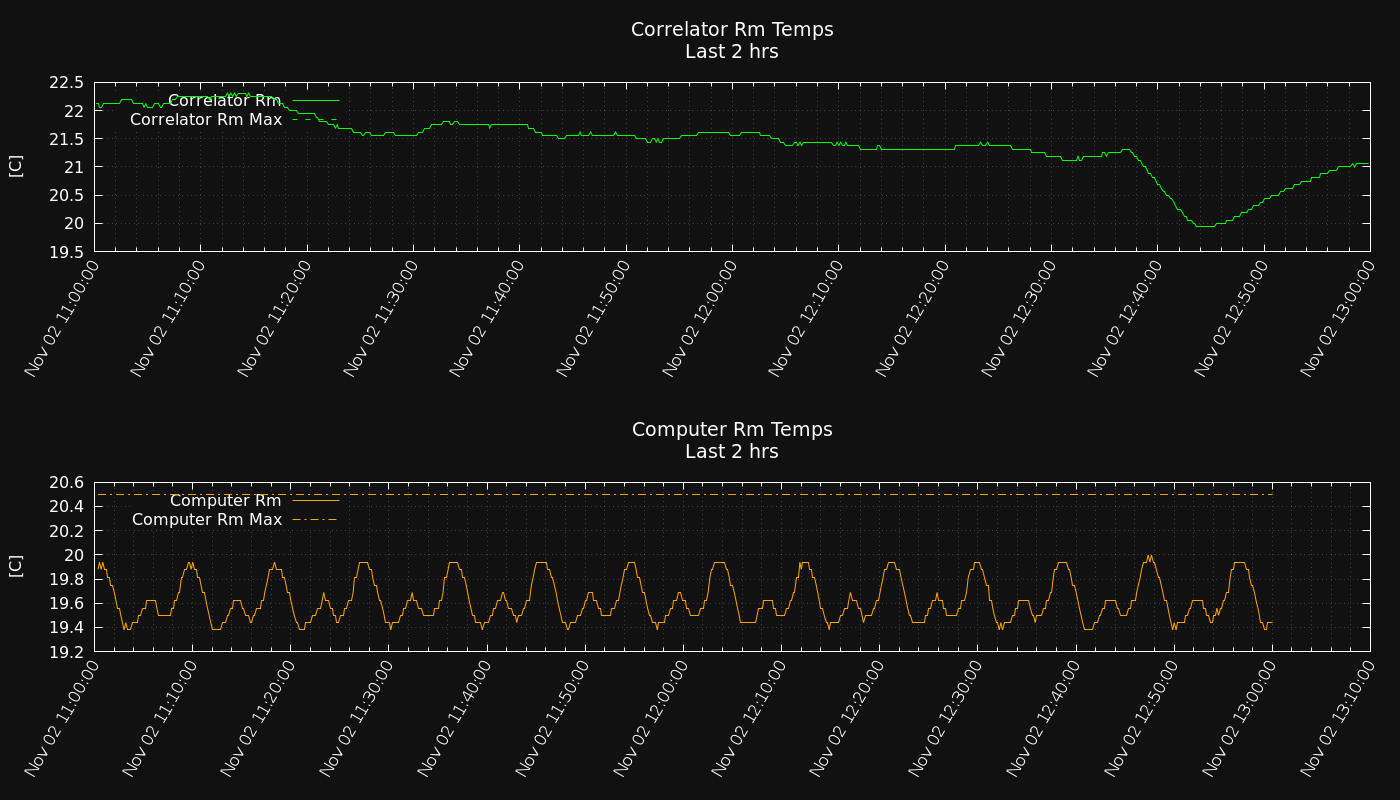 Correlator Rm Temps
Last 2 hrs
22.5
22
21.5
21
20.5
20
19.5
[C]
Correlator Rm
Correlator Rm Max
Nov 02 11:00:00
Nov 02 11:10:00
Nov 02 11:20:00
Nov 02 11:30:00
Nov 02 11:40:00
Nov 02 11:50:00
Nov 02 12:00:00
Nov 02 12:10:00
Nov 02 12:20:00
Nov 02 12:30:00
Nov 02 12:40:00
Nov 02 12:50:00
Nov 02 13:00:00
Computer Rm Temps
Last 2 hrs
20.6
20.4
20.2
20
19.8
19.6
19.4
19.2
[C]
Computer Rm
Computer Rm Max
Nov 02 11:00:00
Nov 02 11:10:00
Nov 02 11:20:00
Nov 02 11:30:00
Nov 02 11:40:00
Nov 02 11:50:00
Nov 02 12:00:00
Nov 02 12:10:00
Nov 02 12:20:00
Nov 02 12:30:00
Nov 02 12:40:00
Nov 02 12:50:00
Nov 02 13:00:00
Nov 02 13:10:00